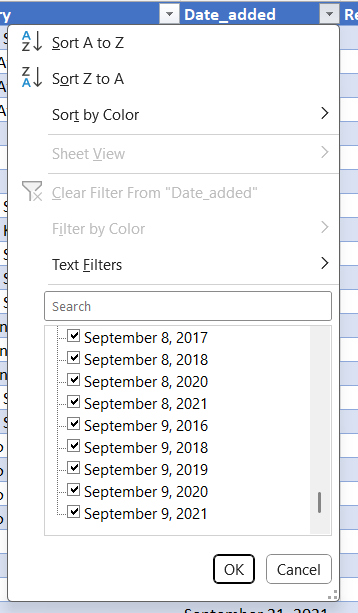 ry Date_added Re
Sort A to Z
Sort Z to A
Sort by Color
Sheet View
Clear Filter From "Date_added"
Filter by Color
Text Filters
Search
September 8, 2017
September 8, 2018
September 8, 2020
September 8, 2021
September 9, 2016
September 9, 2018
September 9, 2019
September 9, 2020
September 9, 2021
OK Cancel